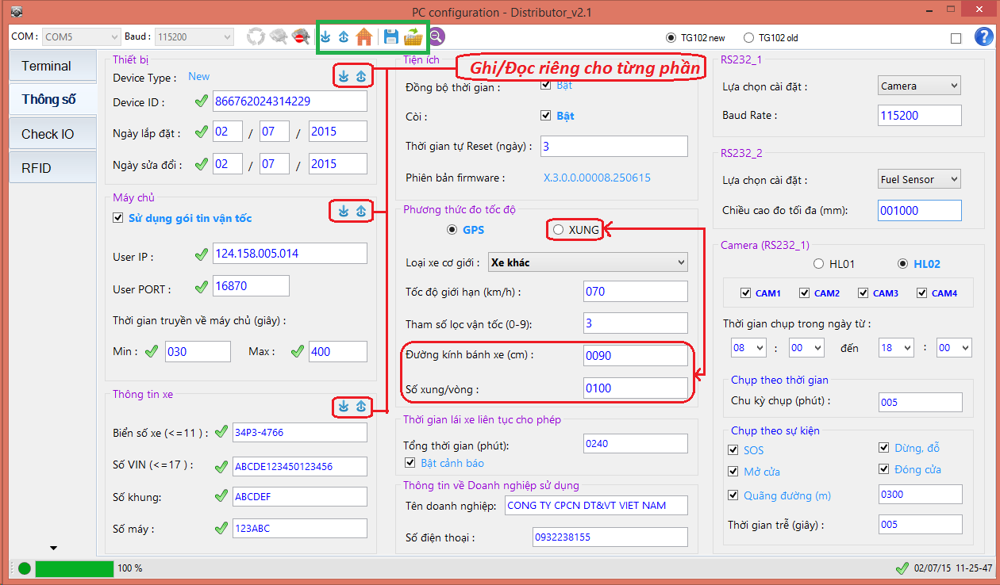 PC configuration - Distributor_v2.1
COM : COM5 Baud : 115200 TG102 new TG102 old
Terminal
Thông số
Check IO
RFID
Thiết bị
Device Type : New
Device ID : 866762024314229
Ngày lắp đặt : 02 / 07 / 2015
Ngày sửa đổi : 02 / 07 / 2015
Máy chủ
Sử dụng gói tin vận tốc
User IP : 124.158.005.014
User PORT : 16870
Thời gian truyền về máy chủ (giây) :
Min : 030 Max : 400
Thông tin xe
Biển số xe (<=11 ) : 34P3-4766
Số VIN (<=17 ) : ABCDE123450123456
Số khung: ABCDEF
Số máy : 123ABC
Ghi/Đọc riêng cho từng phần
Tiện ích
Đồng bộ thời gian : Bật
Còi : Bật
Thời gian tự Reset (ngày) : 3
Phiên bản firmware : X.3.0.0.00008.250615
Phương thức đo tốc độ
GPS XUNG
Loại xe cơ giới : Xe khác
Tốc độ giới hạn (km/h) : 070
Tham số lọc vận tốc (0-9): 3
Đường kính bánh xe (cm) : 0090
Số xung/vòng : 0100
Thời gian lái xe liên tục cho phép
Tổng thời gian (phút): 0240
Bật cảnh báo
Thông tin về Doanh nghiệp sử dụng
Tên doanh nghiệp: CONG TY CPCN DT&VT VIET NAM
Số điện thoại : 0932238155
RS232_1
Lựa chọn cài đặt : Camera
Baud Rate : 115200
RS232_2
Lựa chọn cài đặt : Fuel Sensor
Chiều cao đo tối đa (mm): 001000
Camera (RS232_1)
HL01 HL02
CAM1 CAM2 CAM3 CAM4
Thời gian chụp trong ngày từ :
08 : 00 đến 18 : 00
Chụp theo thời gian
Chu kỳ chụp (phút) : 005
Chụp theo sự kiện
SOS Dừng, đỗ
Mở cửa Đóng cửa
Quãng đường (m) 0300
Thời gian trễ (giây) : 005
100 % 02/07/15 11-25-47